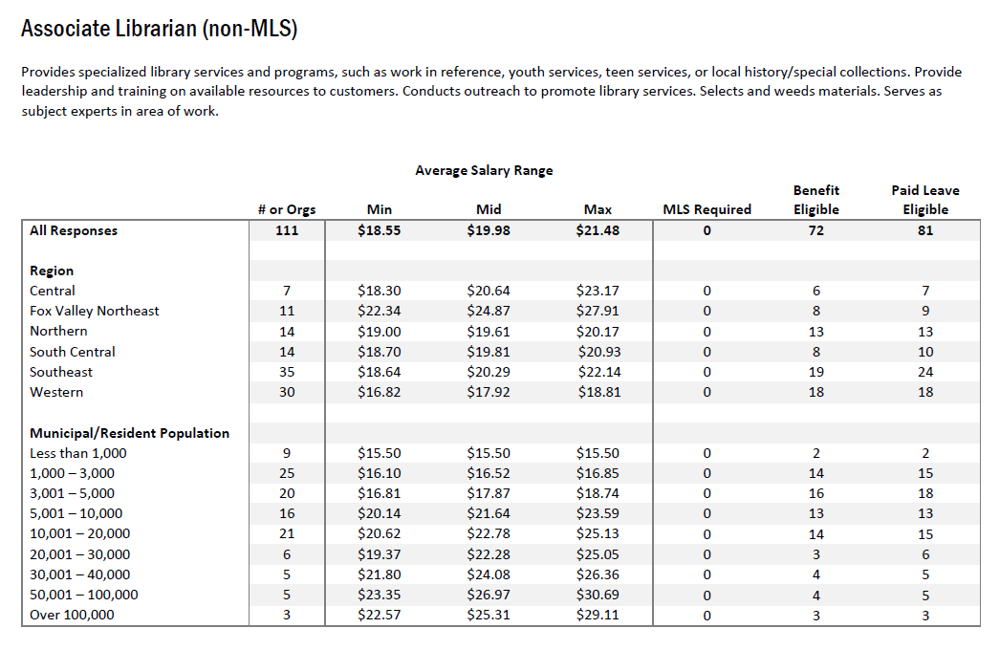 Associate Librarian (non-MLS)
Provides specialized library services and programs, such as work in reference, youth services, teen services, or local history/special collections. Provide
leadership and training on available resources to customers. Conducts outreach to promote library services. Selects and weeds materials. Serves as
subject experts in area of work.
Average Salary Range
Benefit Paid Leave
# or Orgs Min Mid Max MLS Required Eligible Eligible
All Responses 111 $18.55 $19.98 $21.48 0 72 81
Region
Central 7 $18.30 $20.64 $23.17 0 6 7
Fox Valley Northeast 11 $22.34 $24.87 $27.91 0 8 9
Northern 14 $19.00 $19.61 $20.17 0 13 13
South Central 14 $18.70 $19.81 $20.93 0 8 10
Southeast 35 $18.64 $20.29 $22.14 0 19 24
Western 30 $16.82 $17.92 $18.81 0 18 18
Municipal/Resident Population
Less than 1,000 9 $15.50 $15.50 $15.50 0 2 2
1,000 – 3,000 25 $16.10 $16.52 $16.85 0 14 15
3,001 – 5,000 20 $16.81 $17.87 $18.74 0 16 18
5,001 – 10,000 16 $20.14 $21.64 $23.59 0 13 13
10,001 – 20,000 21 $20.62 $22.78 $25.13 0 14 15
20,001 – 30,000 6 $19.37 $22.28 $25.05 0 3 6
30,001 – 40,000 5 $21.80 $24.08 $26.36 0 4 5
50,001 – 100,000 5 $23.35 $26.97 $30.69 0 4 5
Over 100,000 3 $22.57 $25.31 $29.11 0 3 3